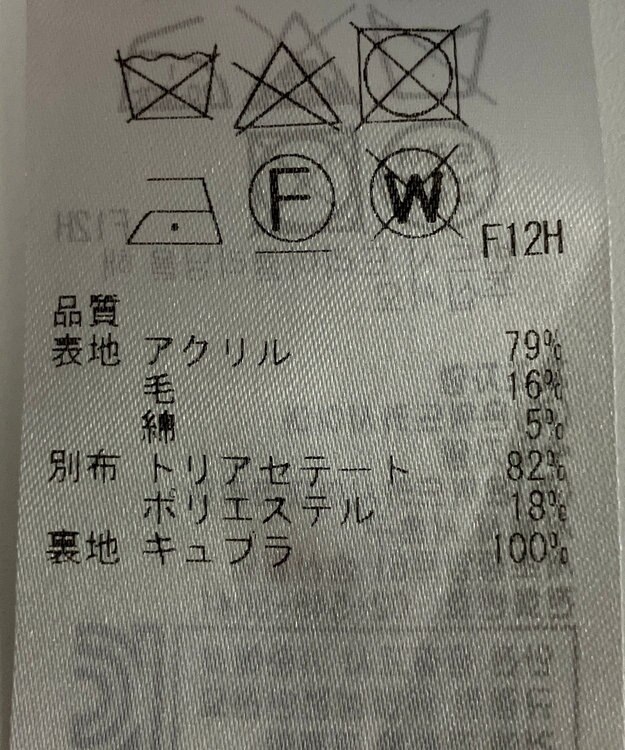 F
W
F12H
品質
表地 アクリル 79%
毛 16%
綿 5%
別布 トリアセテート 82%
ポリエステル 18%
裏地 キュプラ 100%